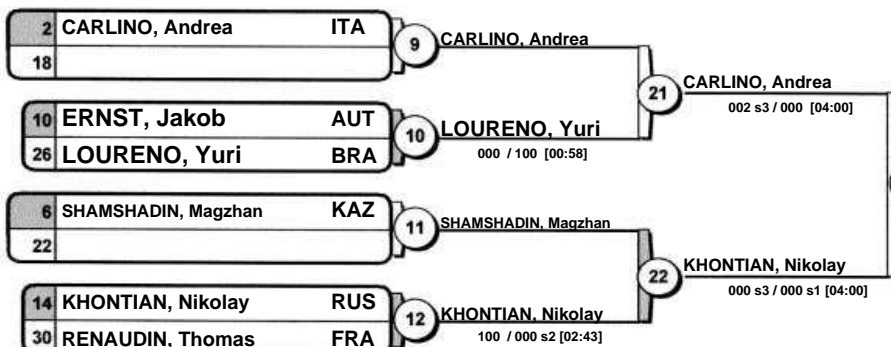 2 CARLINO, Andrea ITA
18
9 CARLINO, Andrea
10 ERNST, Jakob AUT
26 LOURENO, Yuri BRA
10 LOURENO, Yuri
000 / 100 [00:58]
21 CARLINO, Andrea
002 s3 / 000 [04:00]
6 SHAMSHADIN, Magzhan KAZ
22
11 SHAMSHADIN, Magzhan
14 KHONTIAN, Nikolay RUS
30 RENAUDIN, Thomas FRA
12 KHONTIAN, Nikolay
100 / 000 s2 [02:43]
22 KHONTIAN, Nikolay
000 s3 / 000 s1 [04:00]